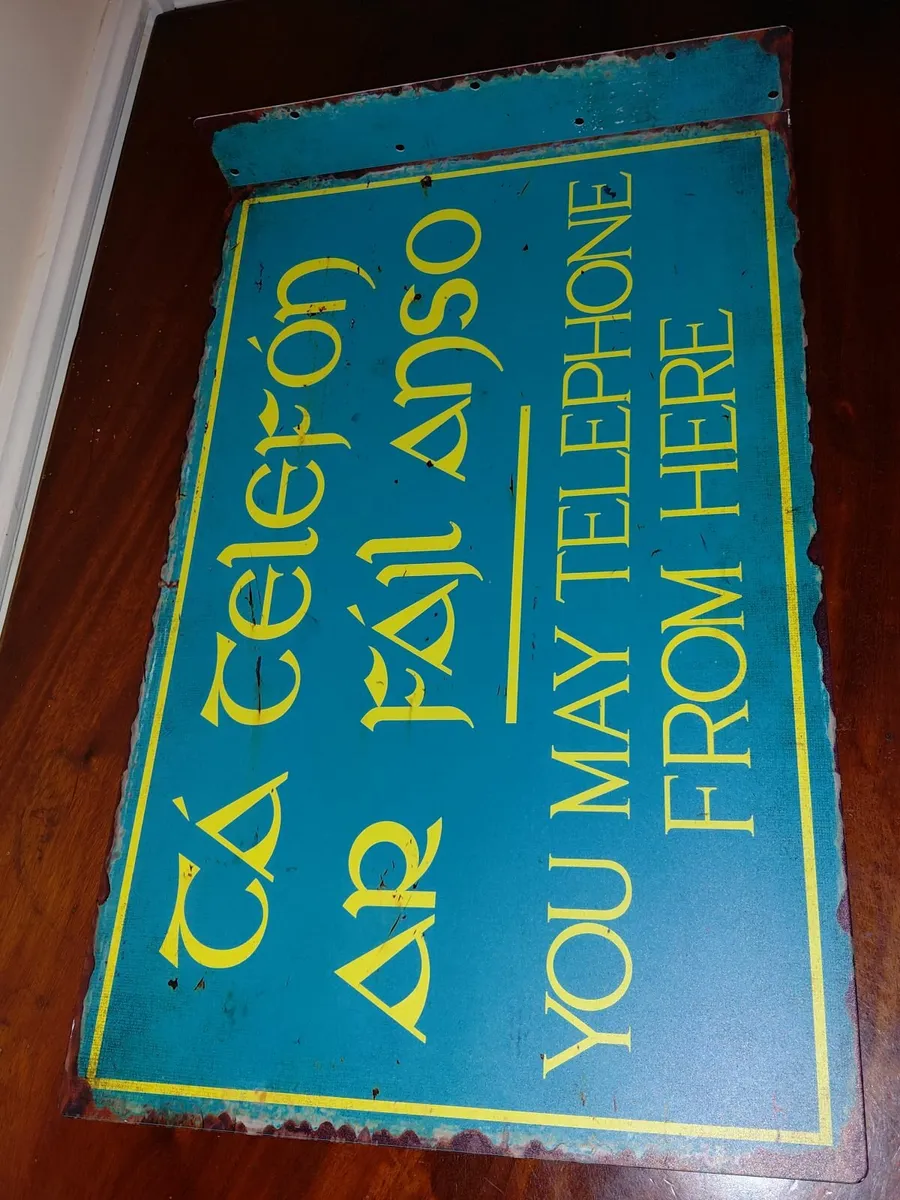 Tá Telefón
ar fáil anso
YOU MAY TELEPHONE
FROM HERE